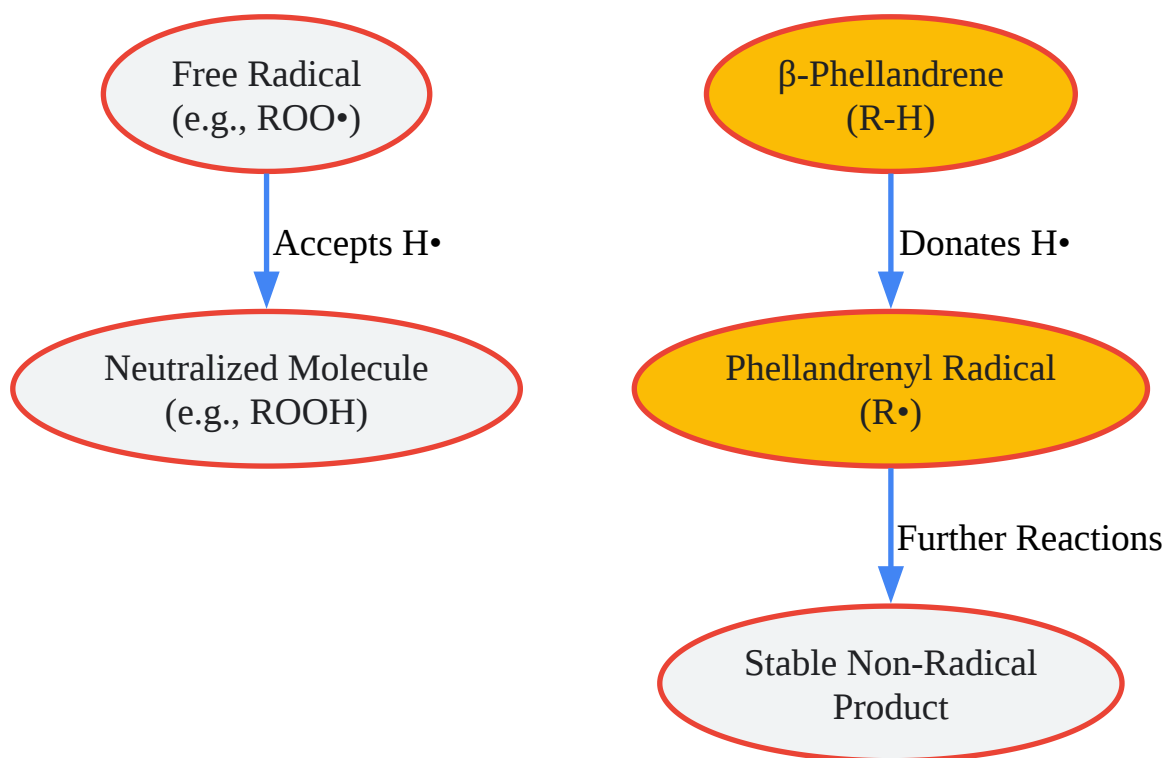 Free Radical
(e.g., ROO•)
Accepts H•
Neutralized Molecule
(e.g., ROOH)
β-Phellandrene
(R-H)
Donates H•
Phellandrenyl Radical
(R•)
Further Reactions
Stable Non-Radical
Product